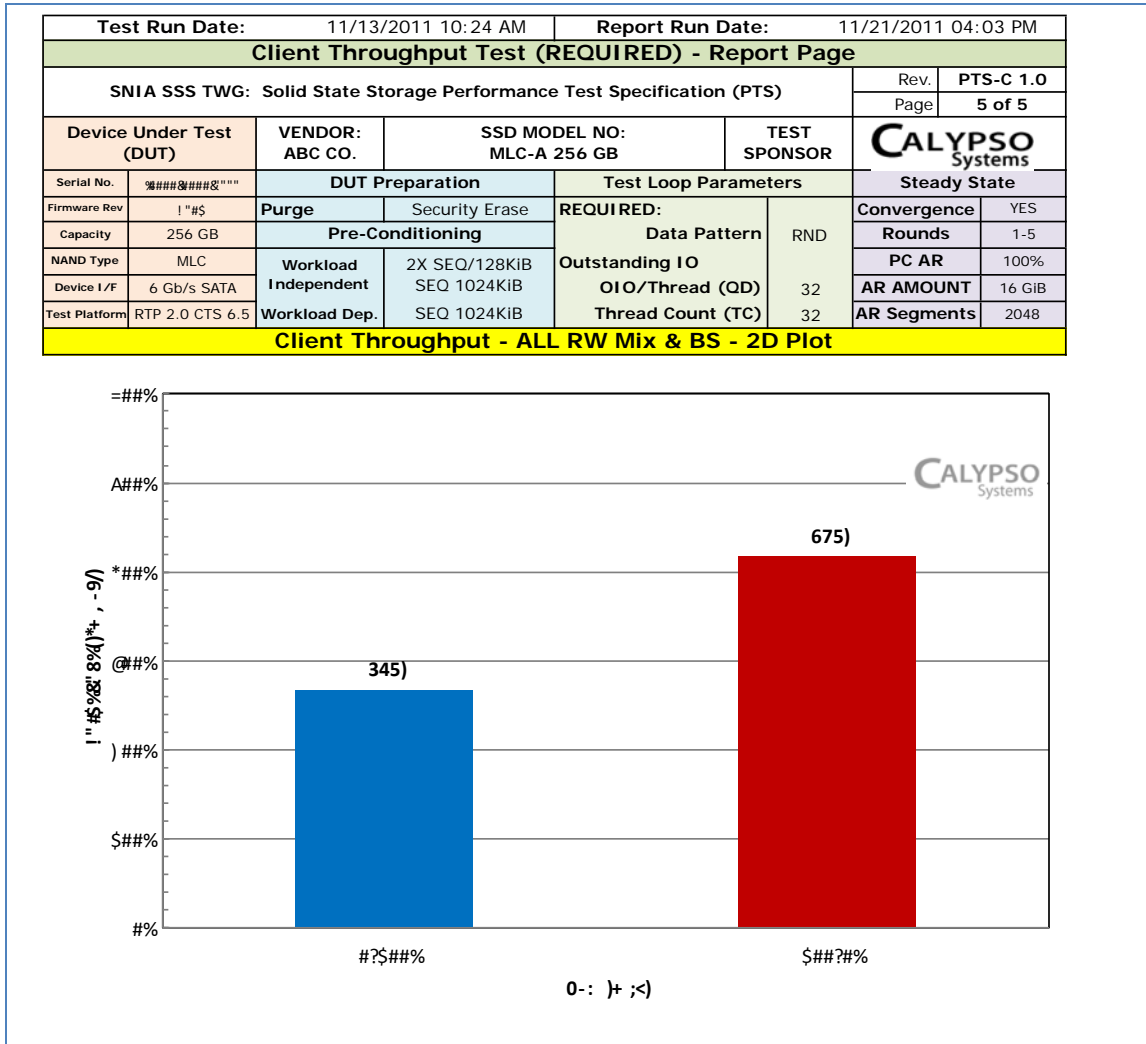 Test Run Date: 11/13/2011 10:24 AM Report Run Date: 11/21/2011 04:03 PM
Client Throughput Test (REQUIRED) - Report Page
SNIA SSS TWG: Solid State Storage Performance Test Specification (PTS)
Rev. PTS-C 1.0
Page 5 of 5
Device Under Test (DUT)
VENDOR: ABC CO.
SSD MODEL NO: MLC-A 256 GB
TEST SPONSOR
CALYPSO Systems
Serial No. DUT Preparation Test Loop Parameters Steady State
Firmware Rev ! "#$ Purge Security Erase REQUIRED: Convergence YES
Capacity 256 GB Pre-Conditioning Data Pattern RND Rounds 1-5
NAND Type MLC Workload Independent 2X SEQ/128KiB Outstanding IO PC AR 100%
Device I/F 6 Gb/s SATA SEQ 1024KiB OIO/Thread (QD) 32 AR AMOUNT 16 GiB
Test Platform RTP 2.0 CTS 6.5 Workload Dep. SEQ 1024KiB Thread Count (TC) 32 AR Segments 2048
Client Throughput - ALL RW Mix & BS - 2D Plot
=##%
A##%
CALYPSO Systems
675)
*##%
@##%
345)
)##%
$##%
#%
#?$##% $##?#%
0-: )+ ;<)